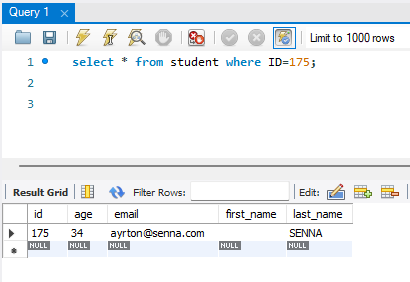 Query 1 ×
Limit to 1000 rows
1 select * from student where ID=175;
2
3
Result Grid Filter Rows: Edit:
id age email first_name last_name
175 34 ayrton@senna.com SENNA
NULL NULL NULL NULL NULL